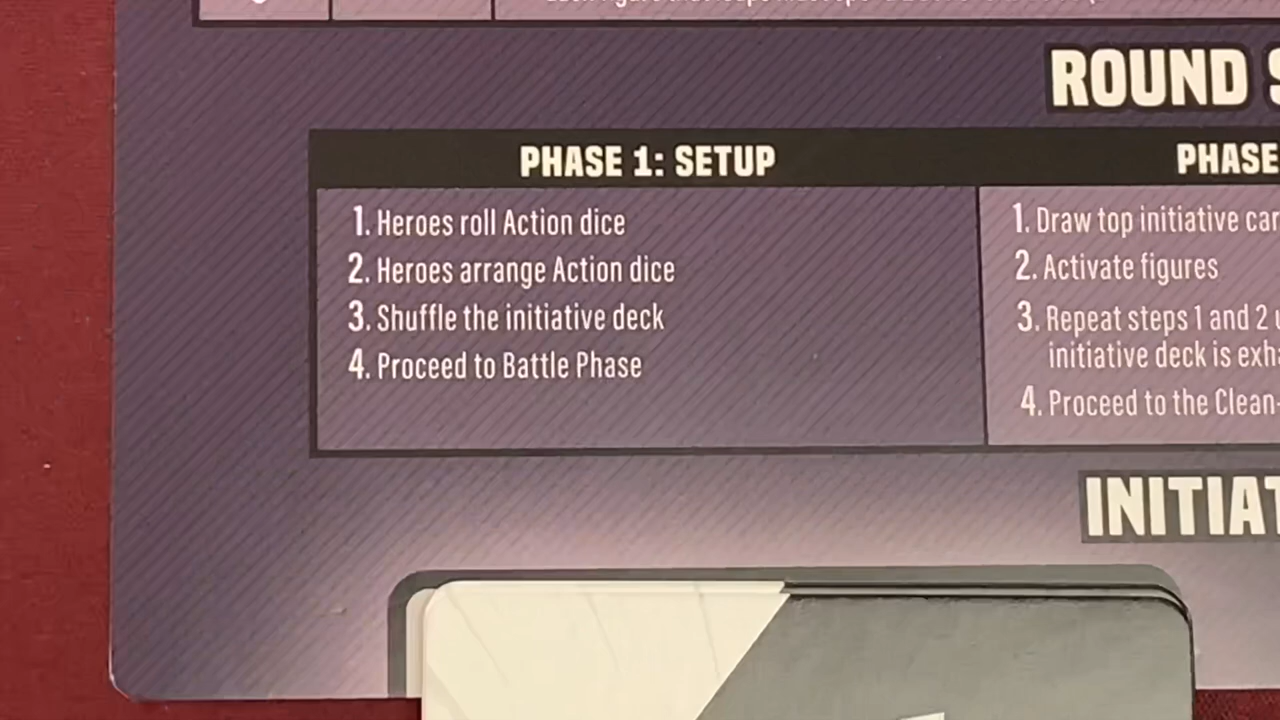 ROUND
PHASE 1: SETUP
1. Heroes roll Action dice
2. Heroes arrange Action dice
3. Shuffle the initiative deck
4. Proceed to Battle Phase
PHASE
1. Draw top initiative
2. Activate figures
3. Repeat steps 1 and 2
initiative deck is
4. Proceed to the